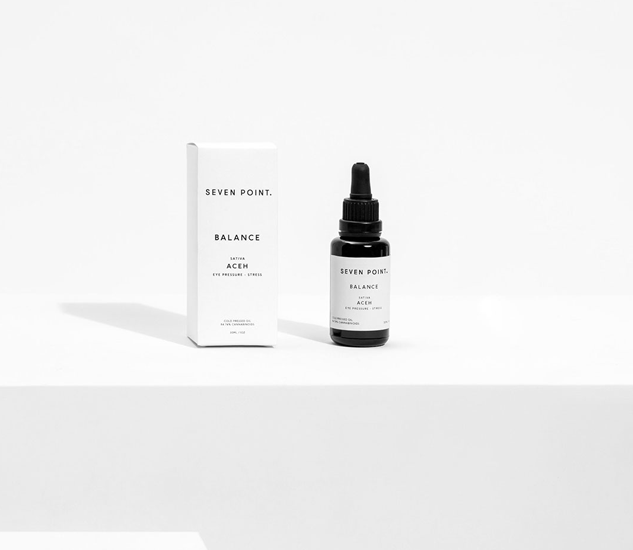 SEVEN POINT.
BALANCE
SATIVA
ACEH
EYE PRESSURE · STRESS
SEVEN POINT.
BALANCE
SATIVA
ACEH
EYE PRESSURE · STRESS